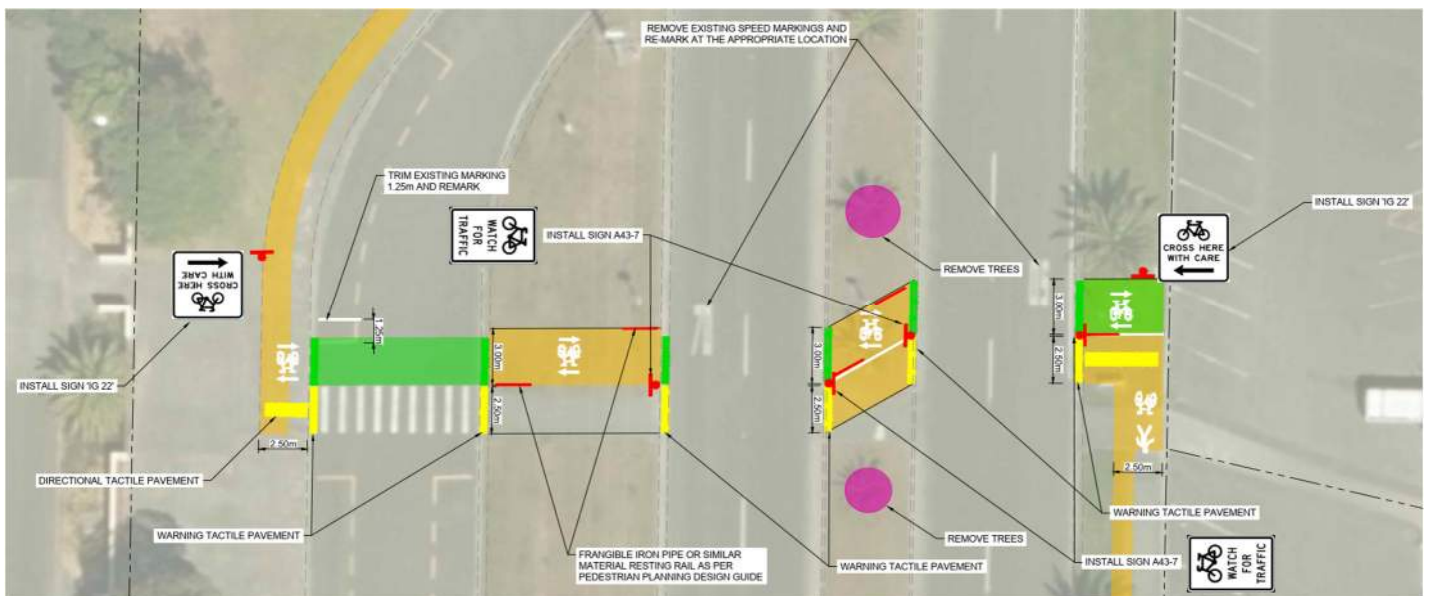 REMOVE EXISTING SPEED MARKINGS AND
RE-MARK AT THE APPROPRIATE LOCATION
TRIM EXISTING MARKING
1.25m AND REMARK
WATCH
FOR
TRAFFIC
INSTALL SIGN A43-7
INSTALL SIGN 'IG 22'
CROSS HERE
WITH CARE
REMOVE TREES
CROSS HERE
WITH CARE
1.25m
3.00m
3.00m
3.00m
INSTALL SIGN 'IG 22'
2.50m
2.50m
2.50m
2.50m
2.50m
DIRECTIONAL TACTILE PAVEMENT
WARNING TACTILE PAVEMENT
FRANGIBLE IRON PIPE OR SIMILAR
MATERIAL RESTING RAIL AS PER
PEDESTRIAN PLANNING DESIGN GUIDE
WARNING TACTILE PAVEMENT
REMOVE TREES
WARNING TACTILE PAVEMENT
INSTALL SIGN A43-7
WATCH
FOR
TRAFFIC